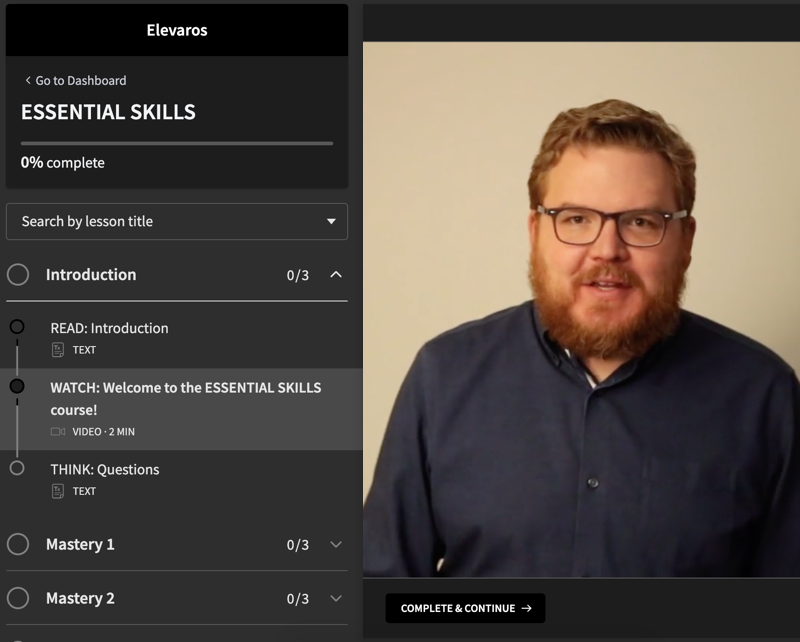 Elevaros
Go to Dashboard
ESSENTIAL SKILLS
0% complete
Search by lesson title
Introduction 0/3
READ: Introduction
TEXT
WATCH: Welcome to the ESSENTIAL SKILLS
course!
VIDEO · 2 MIN
THINK: Questions
TEXT
Mastery 1 0/3
Mastery 2 0/3
COMPLETE & CONTINUE →